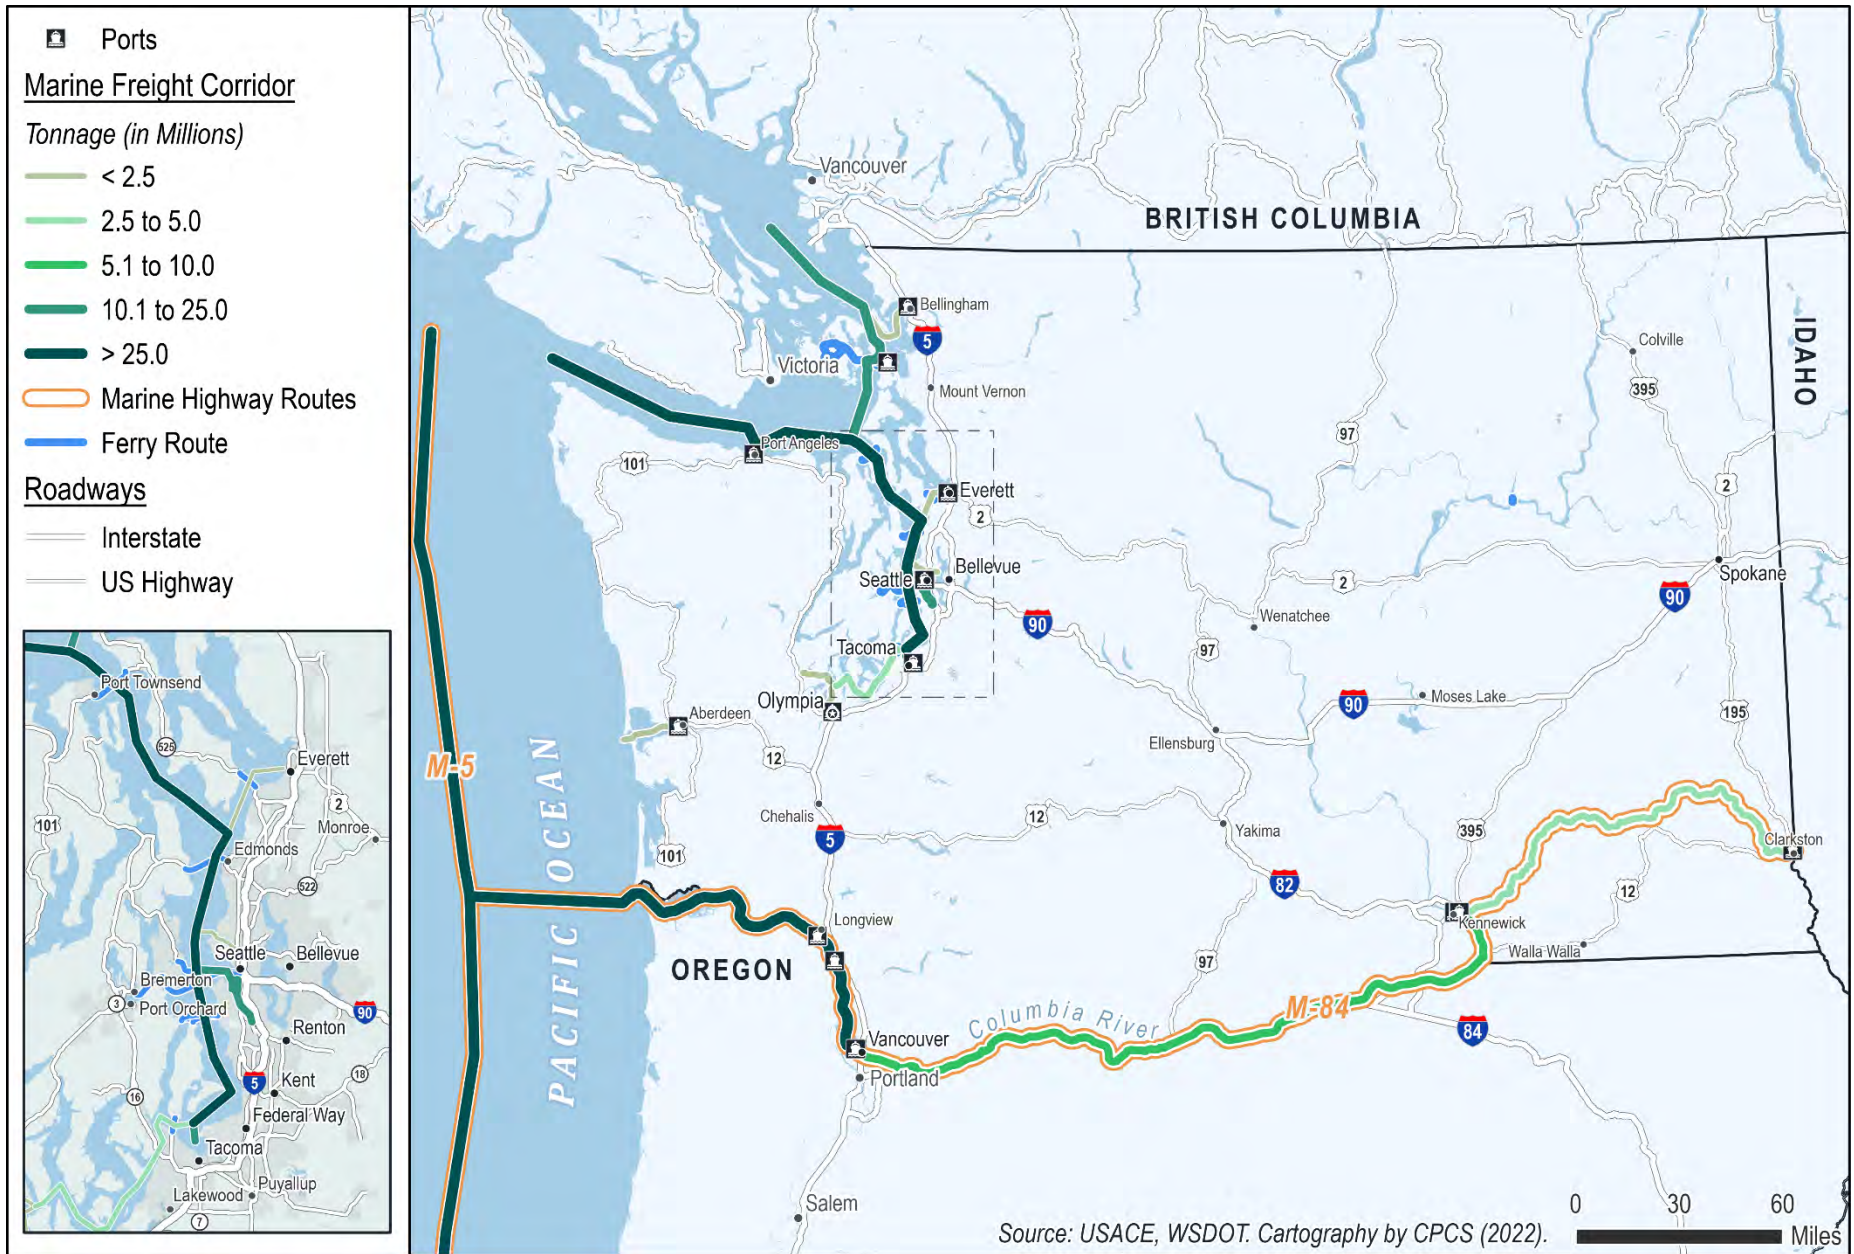 Ports
Marine Freight Corridor
Tonnage (in Millions)
< 2.5
2.5 to 5.0
5.1 to 10.0
10.1 to 25.0
> 25.0
Marine Highway Routes
Ferry Route
Roadways
Interstate
US Highway
Port Townsend
525
Everett
2
101
Monroe
Edmonds
522
Seattle
Bellevue
Bremerton
3
Port Orchard
90
Renton
5
Kent
18
16
Federal Way
Tacoma
Puyallup
Lakewood
7
Vancouver
BRITISH COLUMBIA
Bellingham
5
IDAHO
Colville
Victoria
Mount Vernon
395
97
Port Angeles
101
Everett
2
2
Bellevue
Seattle
2
Spokane
90
Wenatchee
90
Tacoma
97
Moses Lake
Olympia
90
195
Aberdeen
Ellensburg
12
M-5
PACIFIC OCEAN
Chehalis
12
5
Yakima
395
Clarkston
101
82
12
Longview
Kennewick
Walla Walla
OREGON
97
M-84
Columbia River
84
Vancouver
Portland
Salem
0 30 60
Miles
Source: USACE, WSDOT. Cartography by CPCS (2022).